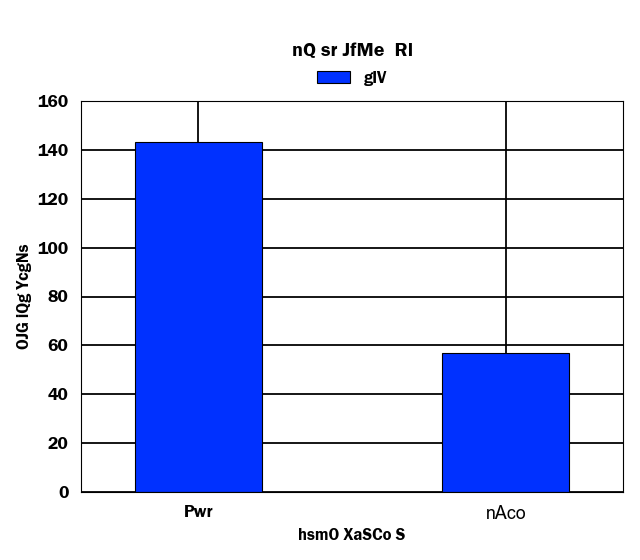 nQ sr JfMe RI
gIV
160
140
120
100
80
60
40
20
0
OJG iQg YcgNs
Pwr
nAco
hsmO XaSCo S